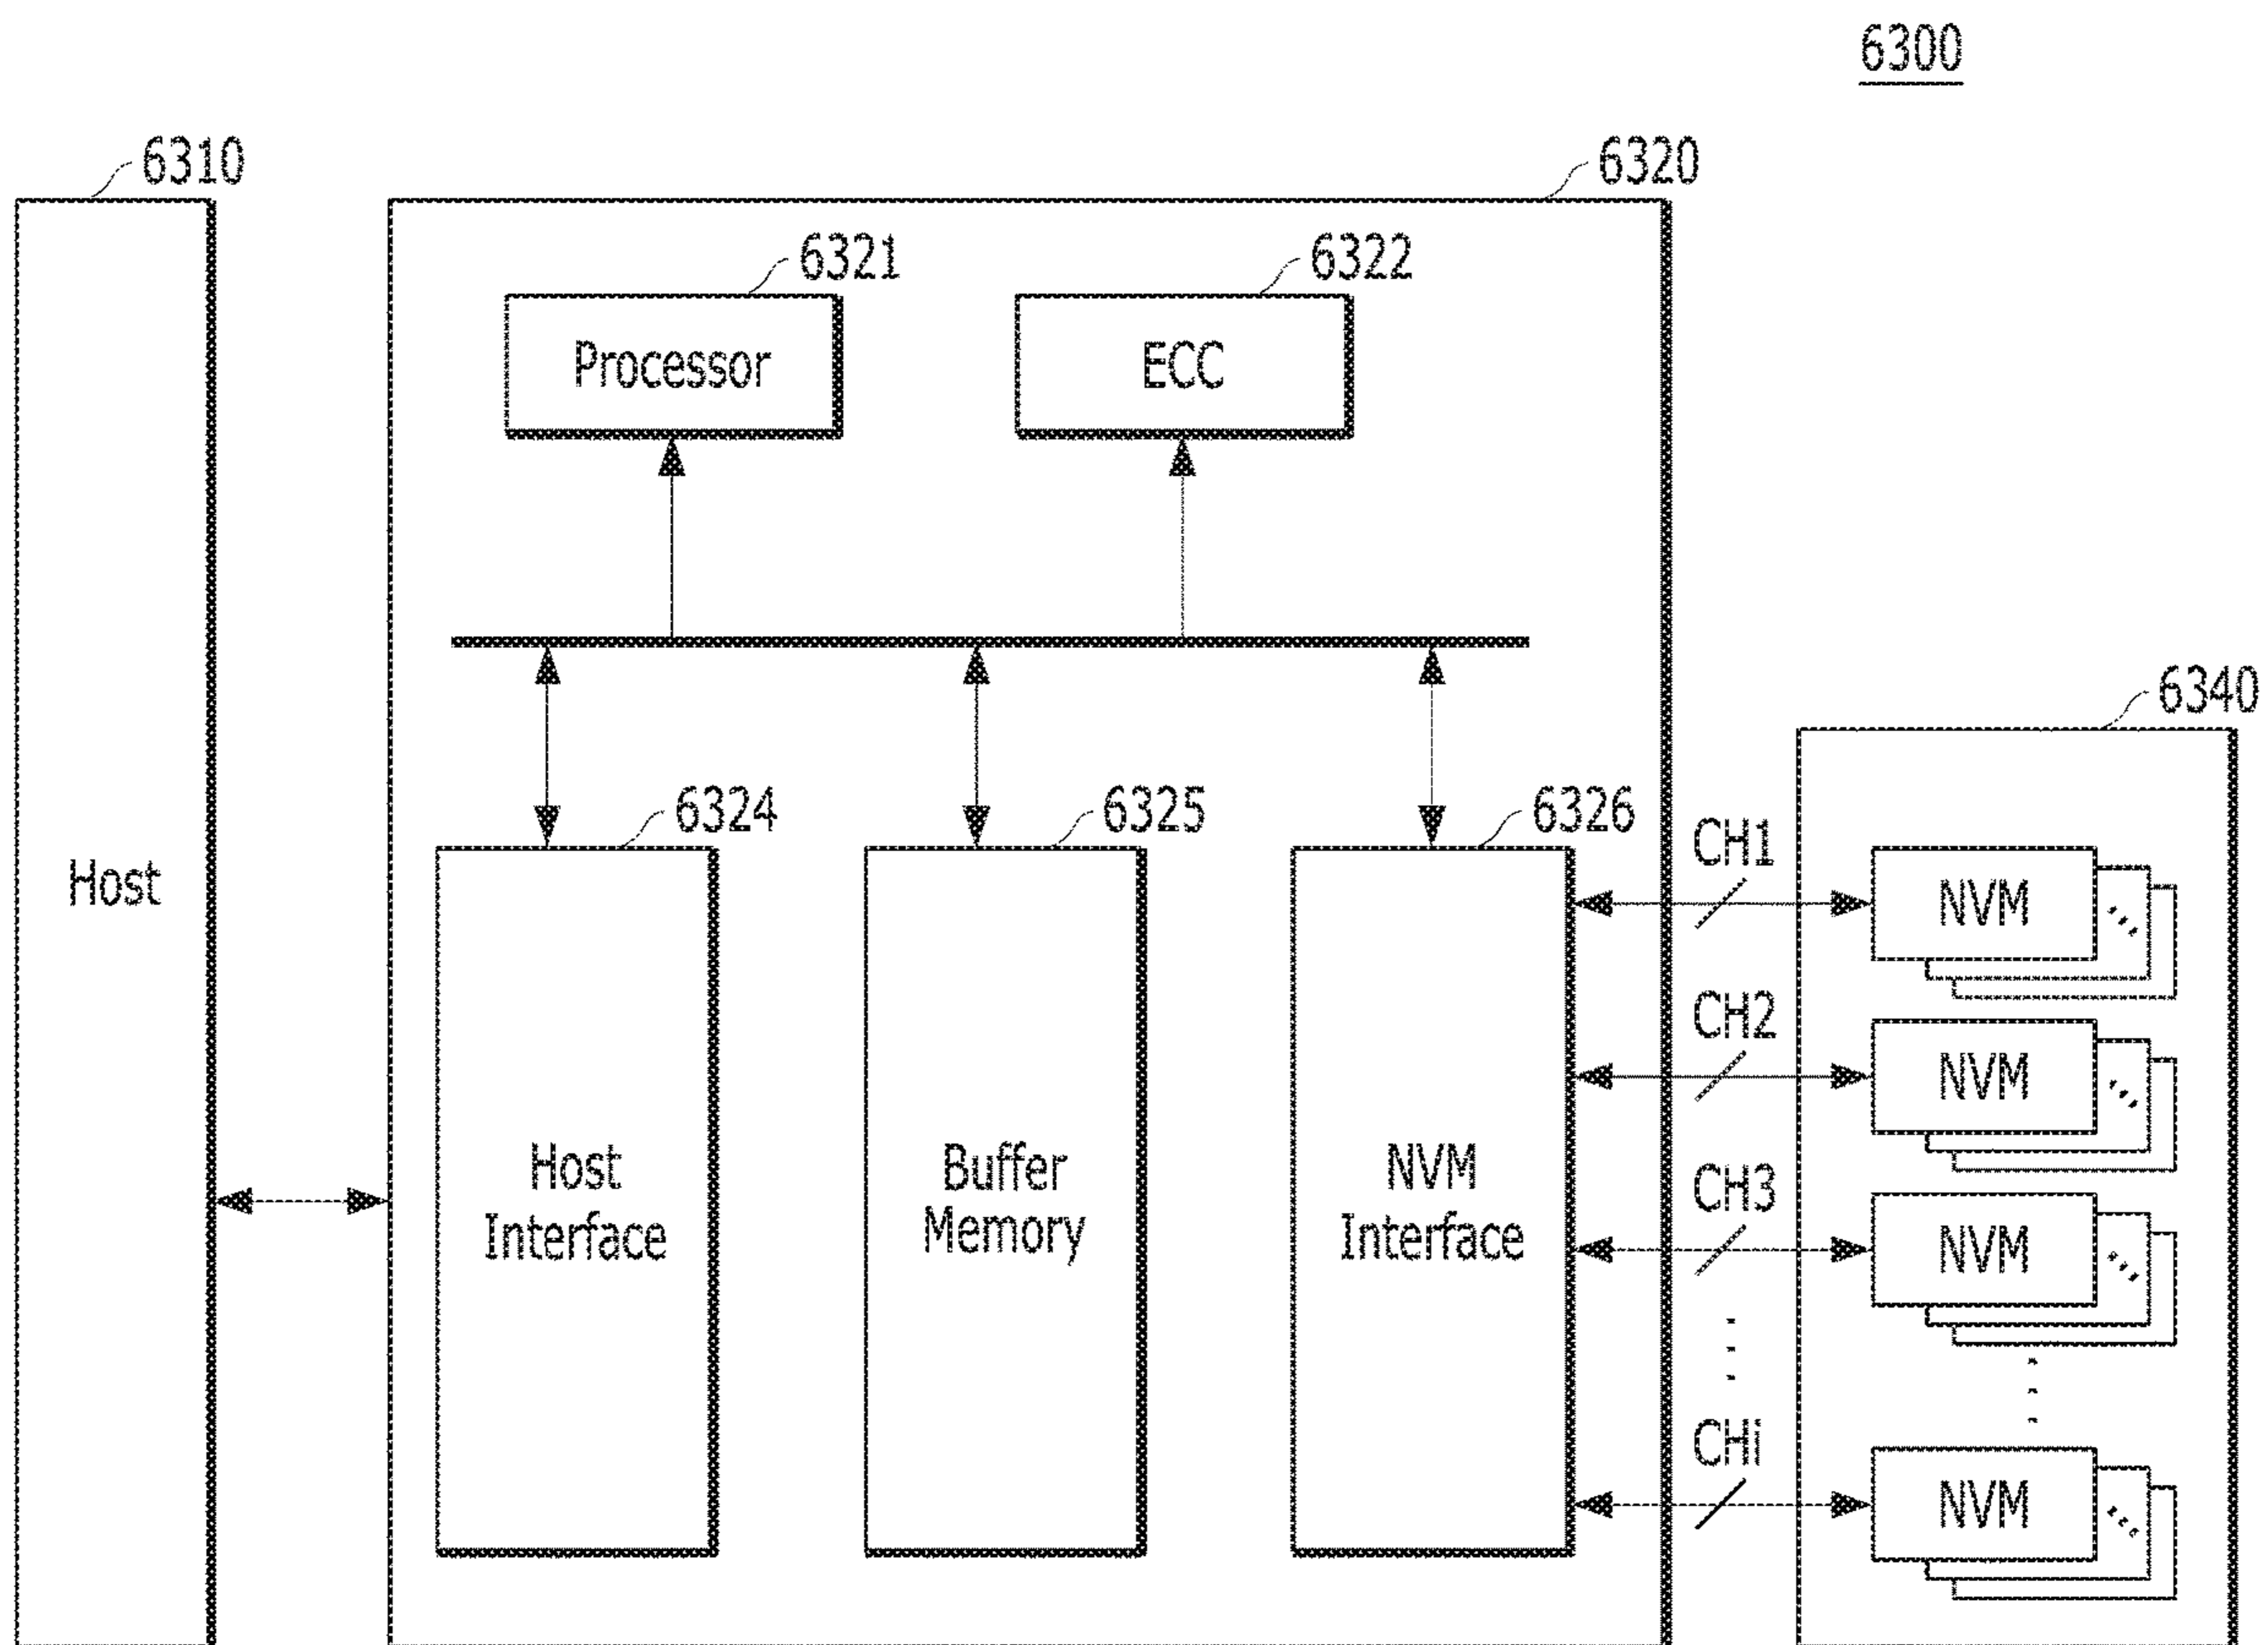 6300
6310
6320
6321
6322
Processor
ECC
6340
6324
6325
6326
CH1
Host
NVM
CH2
NVM
Host
Interface
Buffer
Memory
NVM
Interface
CH3
NVM
CHi
NVM